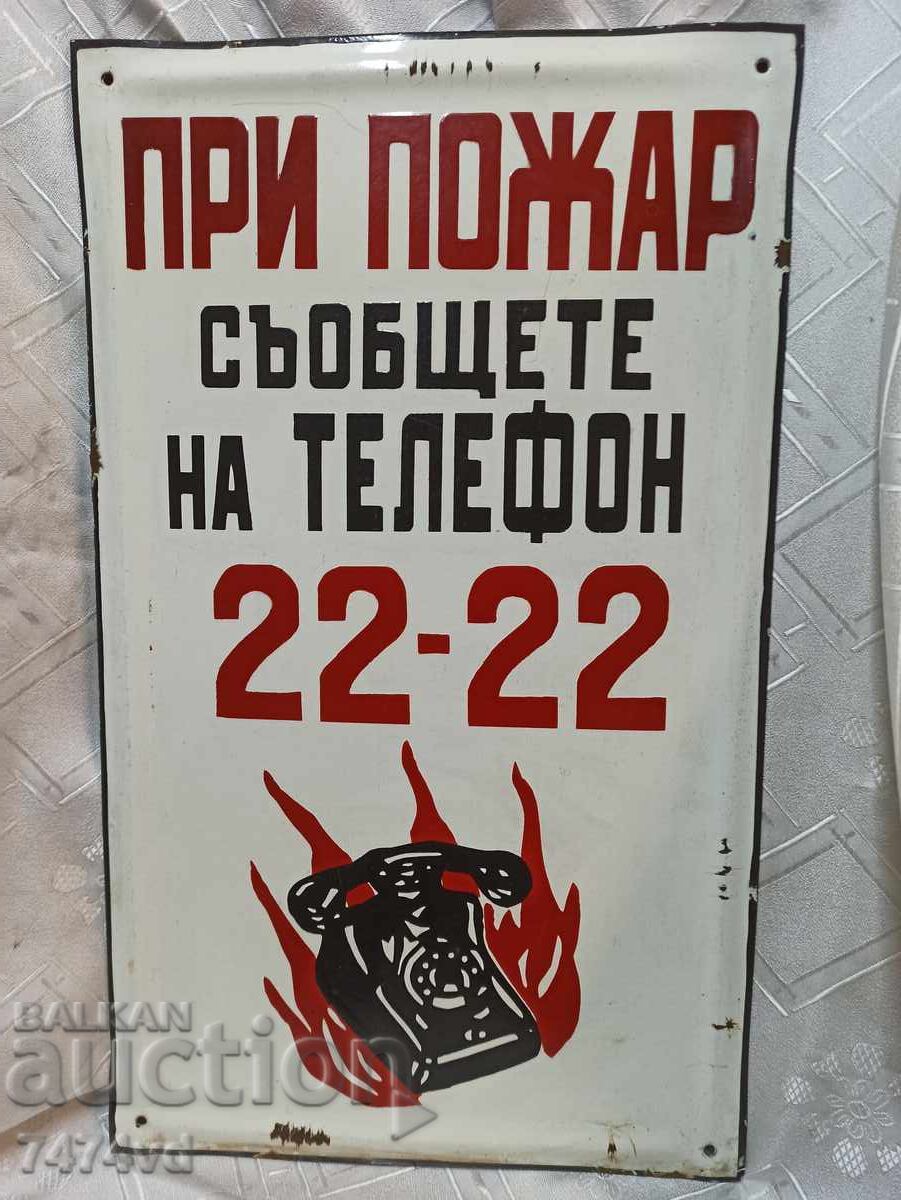 ПРИ ПОЖАР
СЪОБЩЕТЕ
НА ТЕЛЕФОН
22-22
BALKAN
auction
7474vd